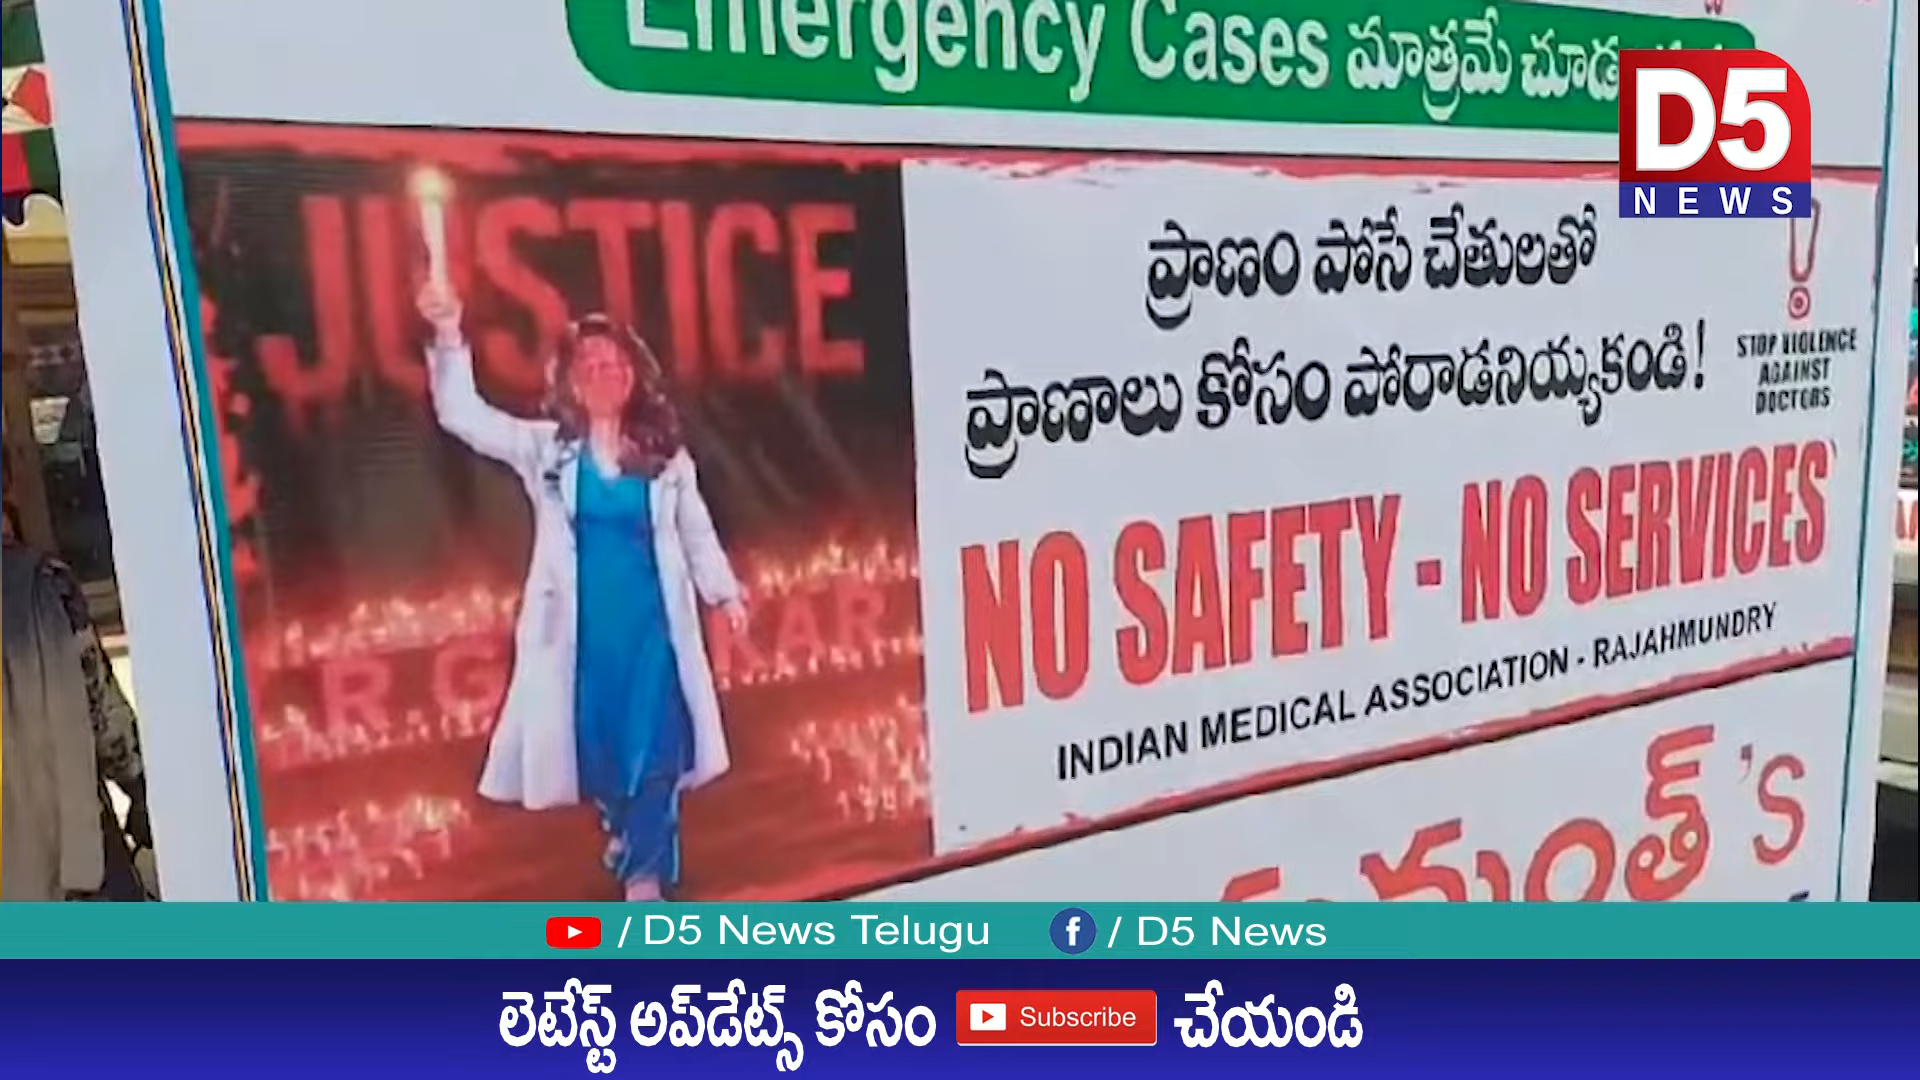 Emergency Cases మాత్రమే
D5
NEWS
JUSTICE
R.G KAR
ప్రాణం పోసే చేతులతో
ప్రాణాలు కోసం పోరాడనియ్యకండి!
STOP VIOLENCE
AGAINST
DOCTORS
NO SAFETY - NO SERVICES
INDIAN MEDICAL ASSOCIATION - RAJAHMUNDRY
/ D5 News Telugu / D5 News
లెటేస్ట్ అప్‌డేట్స్ కోసం Subscribe చేయండి